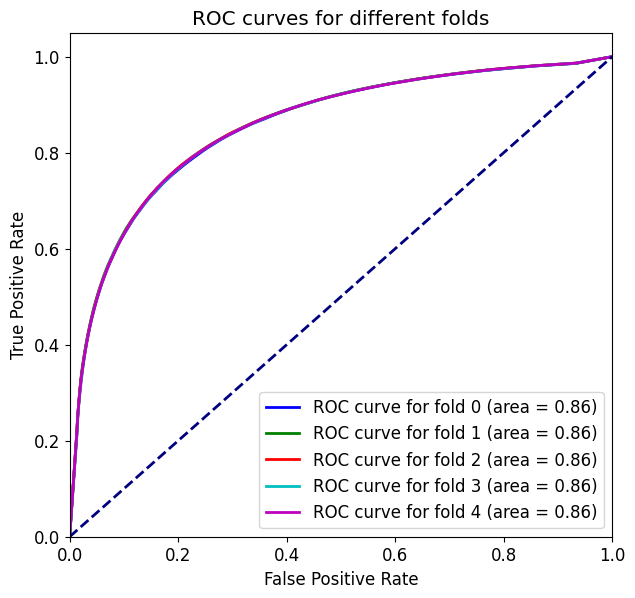 ROC curves for different folds
True Positive Rate
1.0
0.8
0.6
0.4
0.2
0.0
ROC curve for fold 0 (area = 0.86)
ROC curve for fold 1 (area = 0.86)
ROC curve for fold 2 (area = 0.86)
ROC curve for fold 3 (area = 0.86)
ROC curve for fold 4 (area = 0.86)
0.0 0.2 0.4 0.6 0.8 1.0
False Positive Rate